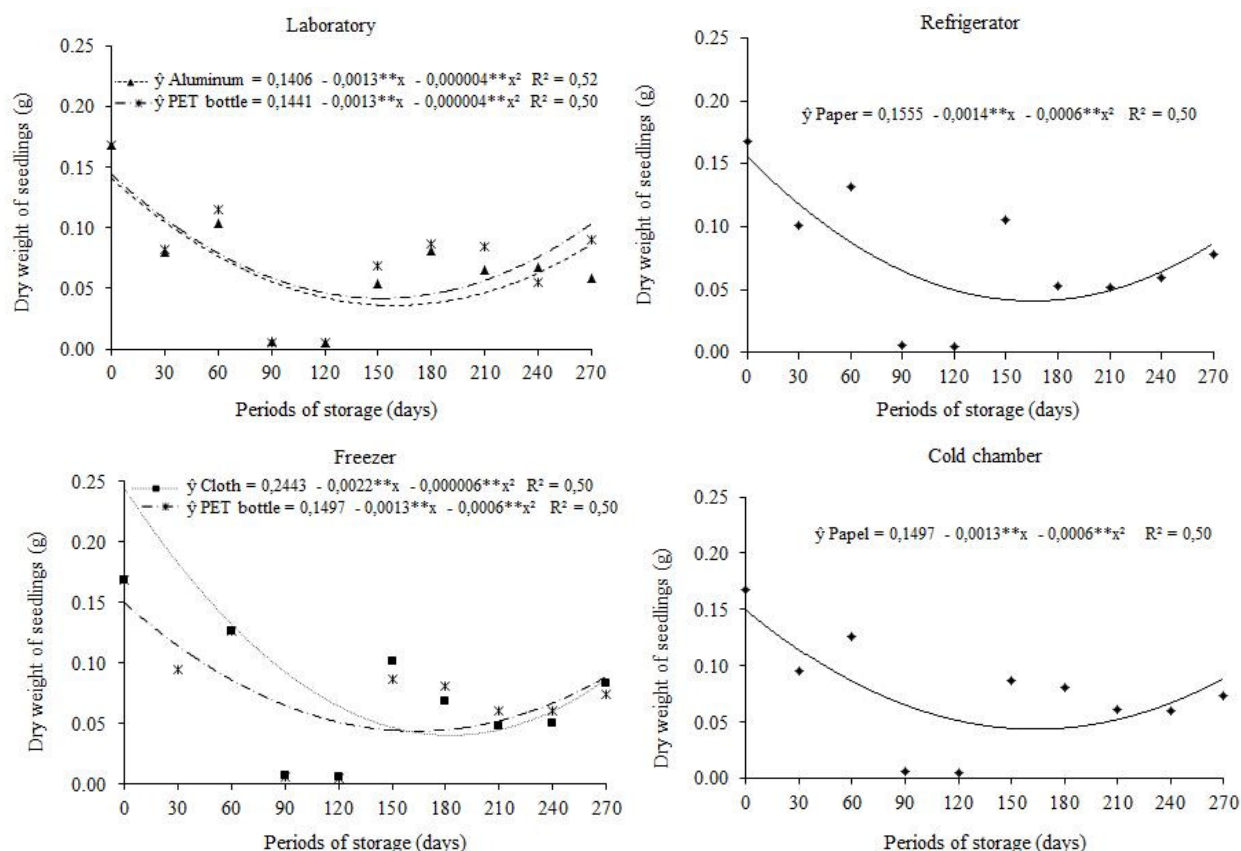 Laboratory
Dry weight of seedlings (g)
0.25
0.20
0.15
0.10
0.05
0.00
ŷ Aluminum = 0,1406 - 0,0013**x - 0,000004**x² R² = 0,52
ŷ PET bottle = 0,1441 - 0,0013**x - 0,000004**x² R² = 0,50
0 30 60 90 120 150 180 210 240 270
Periods of storage (days)
Refrigerator
Dry weight of seedlings (g)
0.25
0.20
0.15
0.10
0.05
0.00
ŷ Paper = 0,1555 - 0,0014**x - 0,0006**x² R² = 0,50
0 30 60 90 120 150 180 210 240 270
Periods of storage (days)
Freezer
Dry weight of seedlings (g)
0.25
0.20
0.15
0.10
0.05
0.00
ŷ Cloth = 0,2443 - 0,0022**x - 0,000006**x² R² = 0,50
ŷ PET bottle = 0,1497 - 0,0013**x - 0,0006**x² R² = 0,50
0 30 60 90 120 150 180 210 240 270
Periods of storage (days)
Cold chamber
Dry weight of seedlings (g)
0.25
0.20
0.15
0.10
0.05
0.00
ŷ Papel = 0,1497 - 0,0013**x - 0,0006**x² R² = 0,50
0 30 60 90 120 150 180 210 240 270
Periods of storage (days)